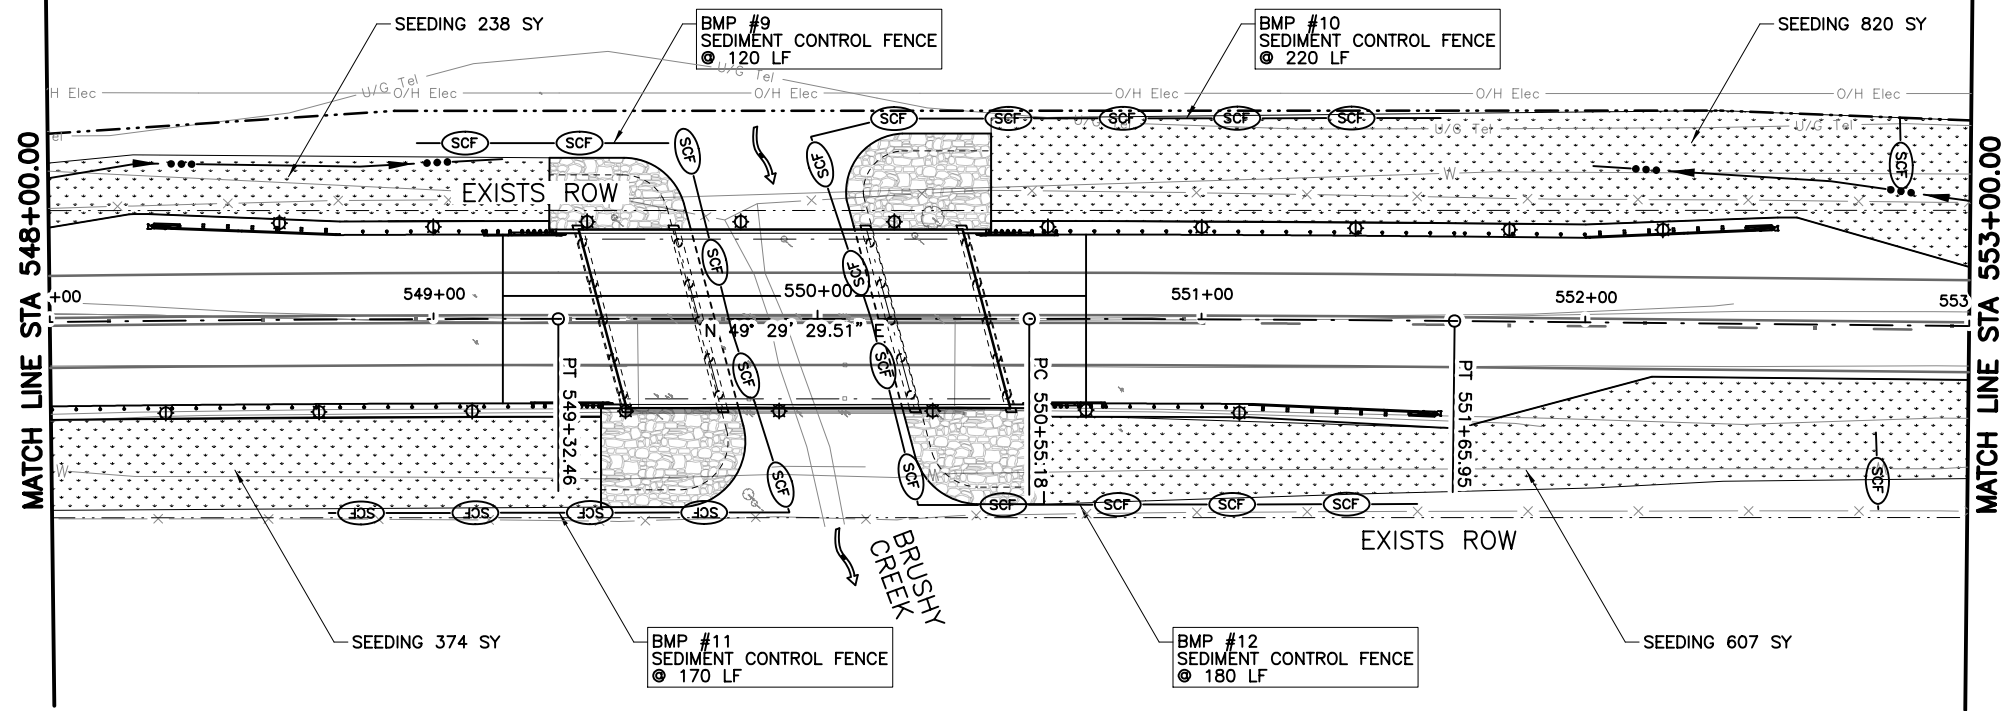 SEEDING 238 SY
BMP #9
SEDIMENT CONTROL FENCE
@ 120 LF
BMP #10
SEDIMENT CONTROL FENCE
@ 220 LF
SEEDING 820 SY
U/G Tel
U/G Tel
H Elec
O/H Elec
O/H Elec
O/H Elec
O/H Elec
O/H Elec
SCF
SCF
SCF
SCF
SCF
U/G Tel
U/G Tel
U/G Tel
el
SCF
SCF
SCF
SCF
SCF
W
EXISTS ROW
MATCH LINE STA 548+00.00
MATCH LINE STA 553+00.00
SCF
SCF
+00
549+00
550+00
551+00
552+00
553
N 49° 29' 29.51" E
PT 549+32.46
PC 550+55.18
PT 551+65.95
SCF
SCF
W
SCF
SCF
W
SCF
SCF
SCF
SCF
SCF
SCF
SCF
SCF
SCF
EXISTS ROW
BRUSHY
CREEK
SEEDING 374 SY
BMP #11
SEDIMENT CONTROL FENCE
@ 170 LF
BMP #12
SEDIMENT CONTROL FENCE
@ 180 LF
SEEDING 607 SY